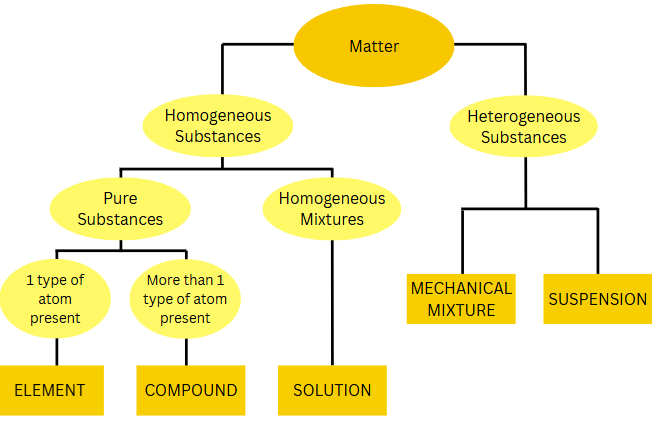 Matter
Homogeneous
Substances
Heterogeneous
Substances
Pure
Substances
Homogeneous
Mixtures
1 type of
atom
present
More than 1
type of atom
present
MECHANICAL
MIXTURE
SUSPENSION
ELEMENT
COMPOUND
SOLUTION